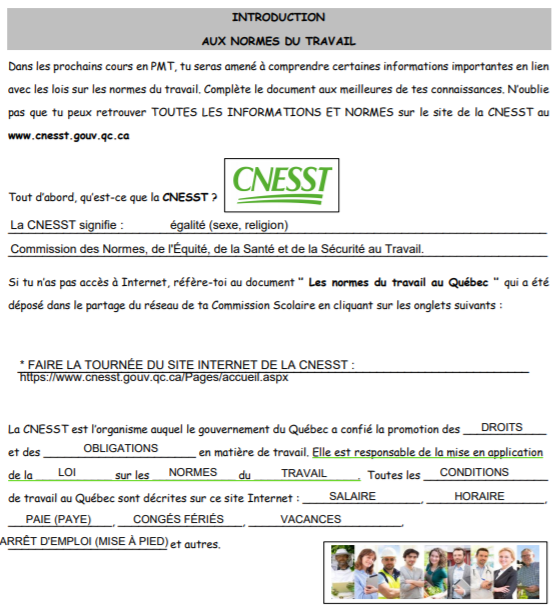 INTRODUCTION
AUX NORMES DU TRAVAIL
Dans les prochains cours en PMT, tu seras amené à comprendre certaines informations importantes en lien
avec les lois sur les normes du travail. Complète le document aux meilleures de tes connaissances. N'oublie
pas que tu peux retrouver TOUTES LES INFORMATIONS ET NORMES sur le site de la CNESST au
www.cnesst.gouv.qc.ca
CNESST
Tout d'abord, qu'est-ce que la CNESST ?
La CNESST signifie : égalité (sexe, religion)
Commission des Normes, de l'Équité, de la Santé et de la Sécurité au Travail.
Si tu n'as pas accès à Internet, réfère-toi au document " Les normes du travail au Québec " qui a été
déposé dans le partage du réseau de ta Commission Scolaire en cliquant sur les onglets suivants :
* FAIRE LA TOURNÉE DU SITE INTERNET DE LA CNESST :
https://www.cnesst.gouv.qc.ca/Pages/accueil.aspx
La CNESST est l'organisme auquel le gouvernement du Québec a confié la promotion des DROITS
et des OBLIGATIONS en matière de travail. Elle est responsable de la mise en application
de la LOI sur les NORMES du TRAVAIL. Toutes les CONDITIONS
de travail au Québec sont décrites sur ce site Internet : SALAIRE, HORAIRE,
PAIE (PAYE), CONGÉS FÉRIÉS, VACANCES,
ARRÊT D'EMPLOI (MISE À PIED) et autres.